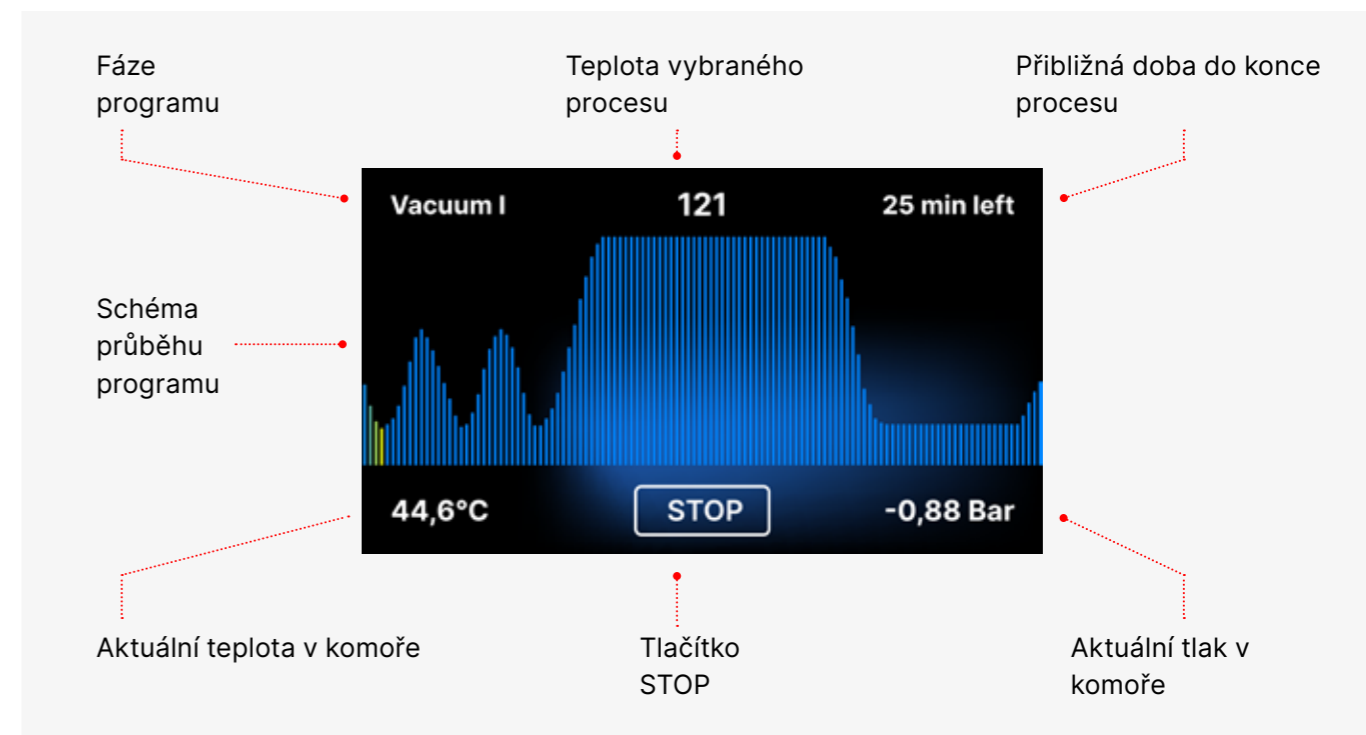 Fáze
programu
Teplota vybraného
procesu
Přibližná doba do konce
procesu
Vacuum I
121
25 min left
Schéma
průběhu
programu
44,6°C
STOP
-0,88 Bar
Aktuální teplota v komoře
Tlačítko
STOP
Aktuální tlak v
komoře